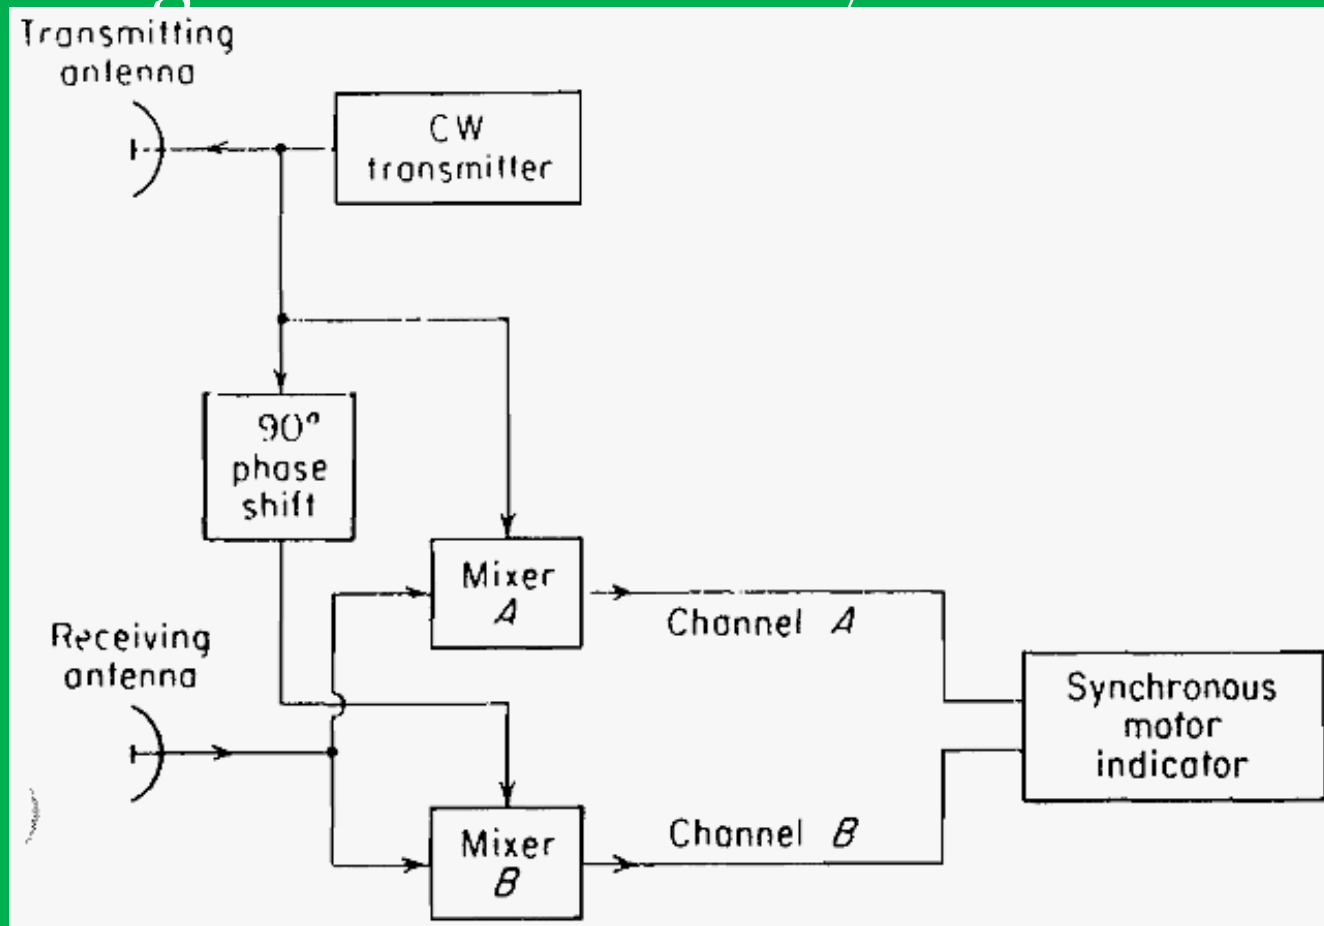 Transmitting
antenna
CW
transmitter
90°
phase
shift
Mixer
A
Channel A
Receiving
antenna
Synchronous
motor
indicator
Mixer
B
Channel B